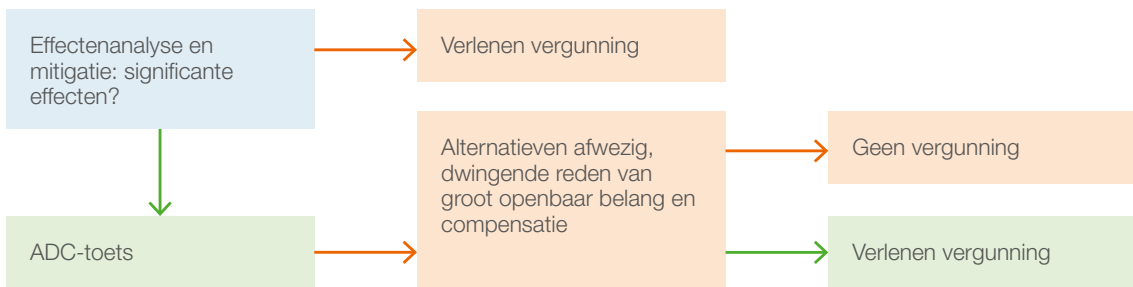 Effectenanalyse en
mitigatie: significante
effecten?
Verlenen vergunning
Alternatieven afwezig,
dwingende reden van
groot openbaar belang en
compensatie
Geen vergunning
ADC-toets
Verlenen vergunning